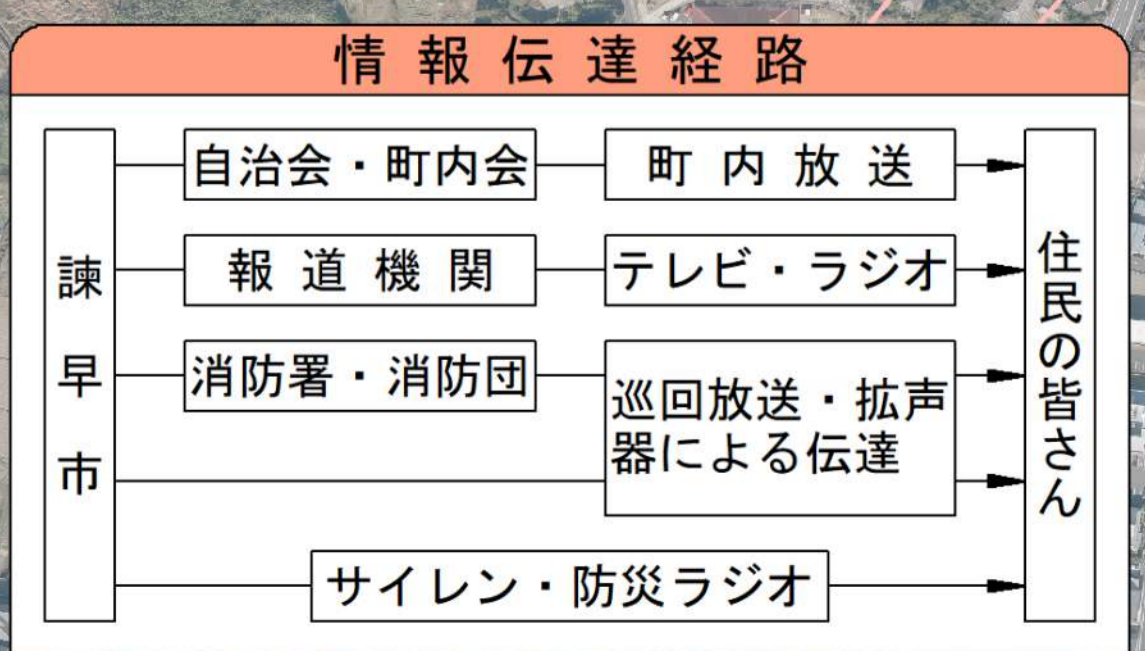 情報伝達経路
諫早市
自治会・町内会
町内放送
報道機関
テレビ・ラジオ
消防署・消防団
巡回放送・拡声
器による伝達
サイレン・防災ラジオ
住民の皆さん